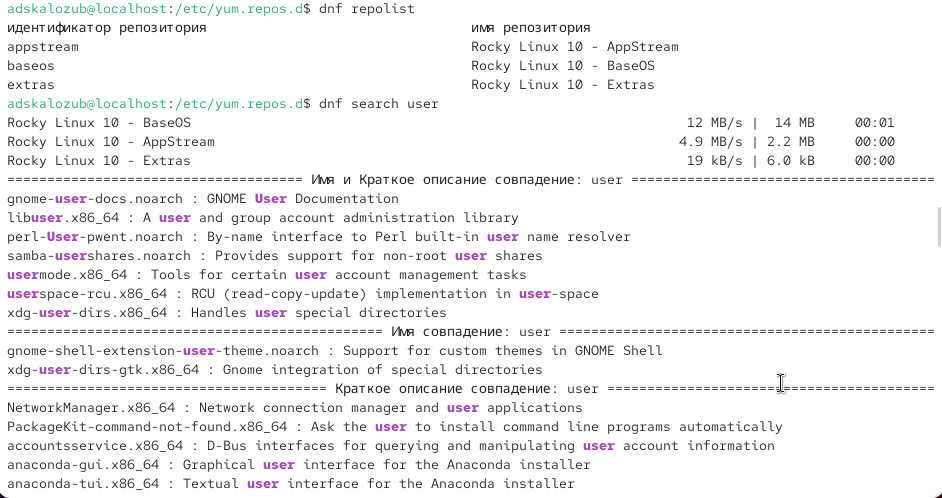 adskalozub@localhost:/etc/yum.repos.d$ dnf repolist
идентификатор репозитория имя репозитория
appstream Rocky Linux 10 - AppStream
baseos Rocky Linux 10 - BaseOS
extras Rocky Linux 10 - Extras
adskalozub@localhost:/etc/yum.repos.d$ dnf search user
Rocky Linux 10 - BaseOS 12 MB/s | 14 MB 00:01
Rocky Linux 10 - AppStream 4.9 MB/s | 2.2 MB 00:00
Rocky Linux 10 - Extras 19 kB/s | 6.0 kB 00:00
===================================== Имя и Краткое описание совпадение: user ======================================
gnome-user-docs.noarch : GNOME User Documentation
libuser.x86_64 : A user and group account administration library
perl-User-pwent.noarch : By-name interface to Perl built-in user name resolver
samba-usershares.noarch : Provides support for non-root user shares
usermode.x86_64 : Tools for certain user account management tasks
userspace-rcu.x86_64 : RCU (read-copy-update) implementation in user-space
xdg-user-dirs.x86_64 : Handles user special directories
=============================================== Имя совпадение: user ===============================================
gnome-shell-extension-user-theme.noarch : Support for custom themes in GNOME Shell
xdg-user-dirs-gtk.x86_64 : Gnome integration of special directories
======================================== Краткое описание совпадение: user =========================================
NetworkManager.x86_64 : Network connection manager and user applications
PackageKit-command-not-found.x86_64 : Ask the user to install command line programs automatically
accountsservice.x86_64 : D-Bus interfaces for querying and manipulating user account information
anaconda-gui.x86_64 : Graphical user interface for the Anaconda installer
anaconda-tui.x86_64 : Textual user interface for the Anaconda installer